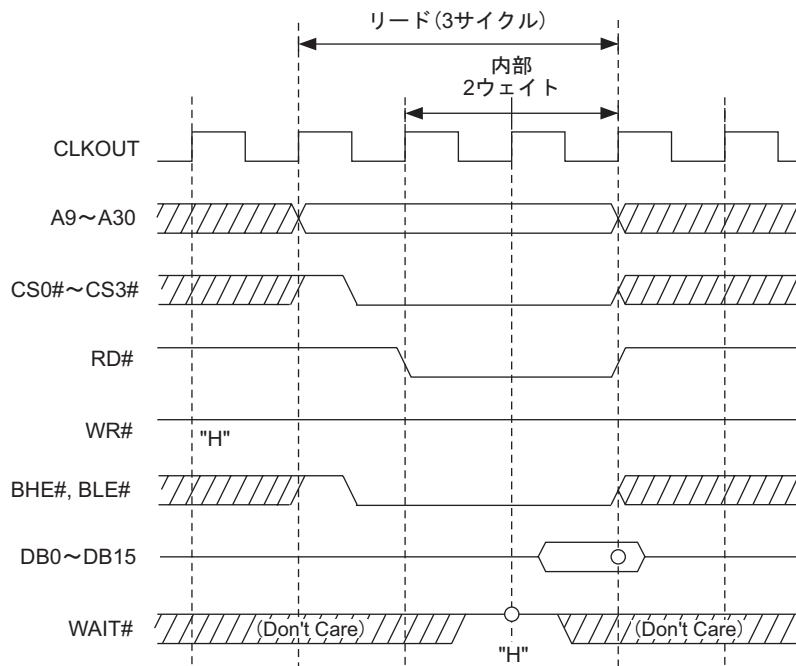 リード(3サイクル)
内部
2ウェイト
CLKOUT
A9～A30
CS0#～CS3#
RD#
WR#
"H"
BHE#, BLE#
DB0～DB15
WAIT#
(Don't Care)
(Don't Care)
"H"